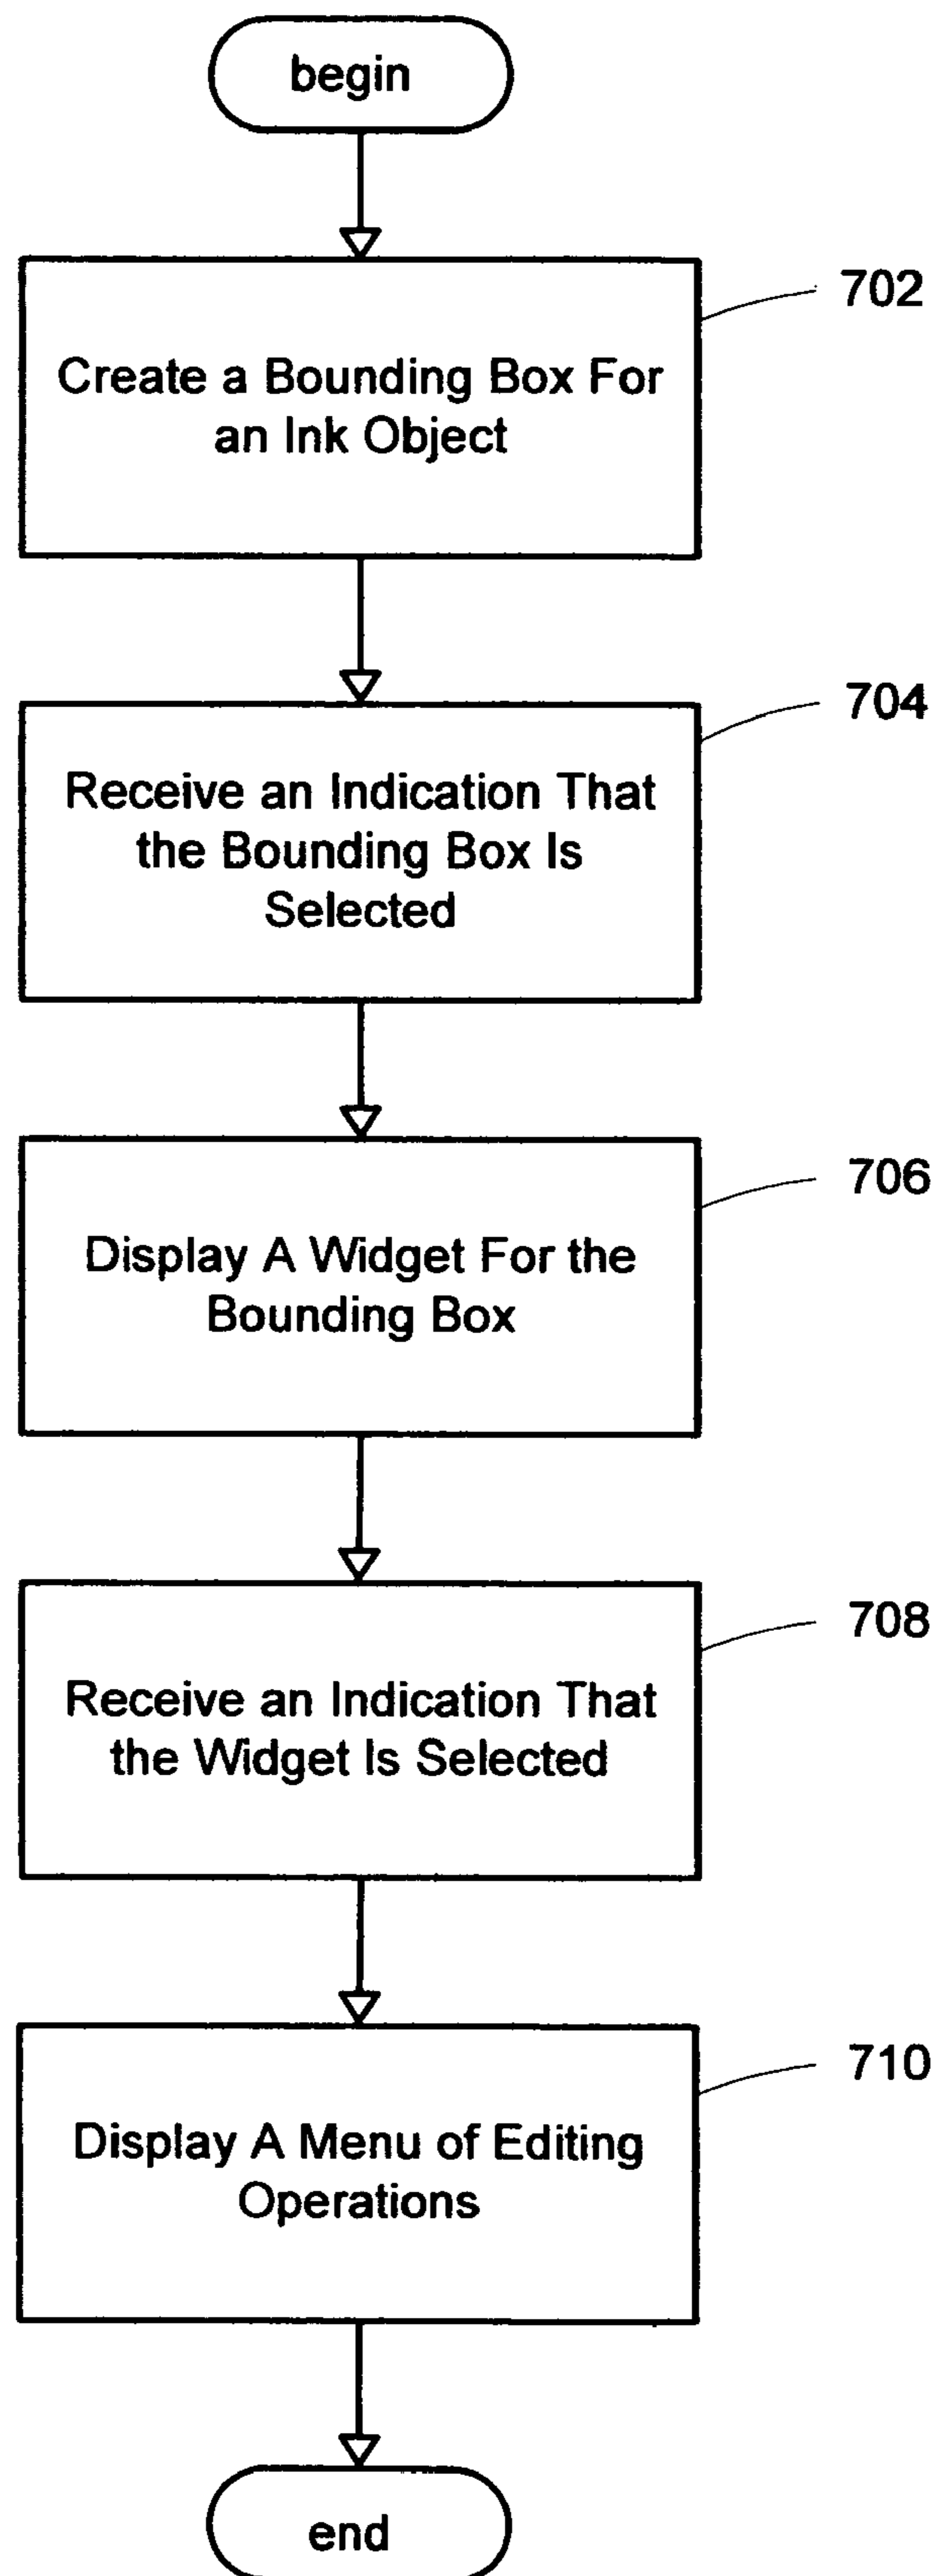 begin
702
Create a Bounding Box For
an Ink Object
704
Receive an Indication That
the Bounding Box Is
Selected
706
Display A Widget For the
Bounding Box
708
Receive an Indication That
the Widget Is Selected
710
Display A Menu of Editing
Operations
end